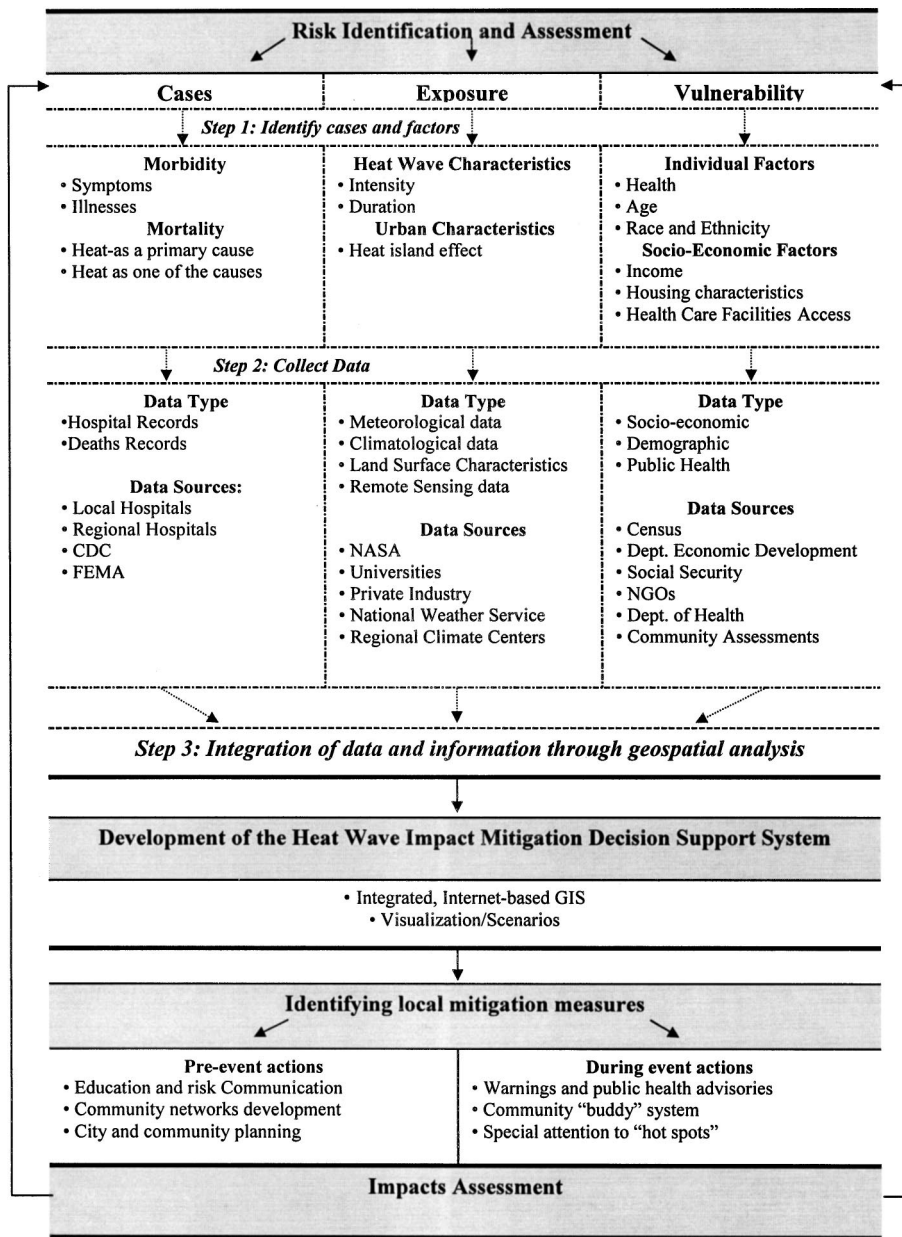 Risk Identification and Assessment
Cases
Exposure
Vulnerability
Step 1: Identify cases and factors
Morbidity
• Symptoms
• Illnesses
Mortality
• Heat-as a primary cause
• Heat as one of the causes
Heat Wave Characteristics
• Intensity
• Duration
Urban Characteristics
• Heat island effect
Individual Factors
• Health
• Age
• Race and Ethnicity
Socio-Economic Factors
• Income
• Housing characteristics
• Health Care Facilities Access
Step 2: Collect Data
Data Type
•Hospital Records
•Deaths Records
Data Sources:
• Local Hospitals
• Regional Hospitals
• CDC
• FEMA
Data Type
• Meteorological data
• Climatological data
• Land Surface Characteristics
• Remote Sensing data
Data Sources
• NASA
• Universities
• Private Industry
• National Weather Service
• Regional Climate Centers
Data Type
• Socio-economic
• Demographic
• Public Health
Data Sources
• Census
• Dept. Economic Development
• Social Security
• NGOs
• Dept. of Health
• Community Assessments
Step 3: Integration of data and information through geospatial analysis
Development of the Heat Wave Impact Mitigation Decision Support System
• Integrated, Internet-based GIS
• Visualization/Scenarios
Identifying local mitigation measures
Pre-event actions
• Education and risk Communication
• Community networks development
• City and community planning
During event actions
• Warnings and public health advisories
• Community “buddy” system
• Special attention to “hot spots”
Impacts Assessment